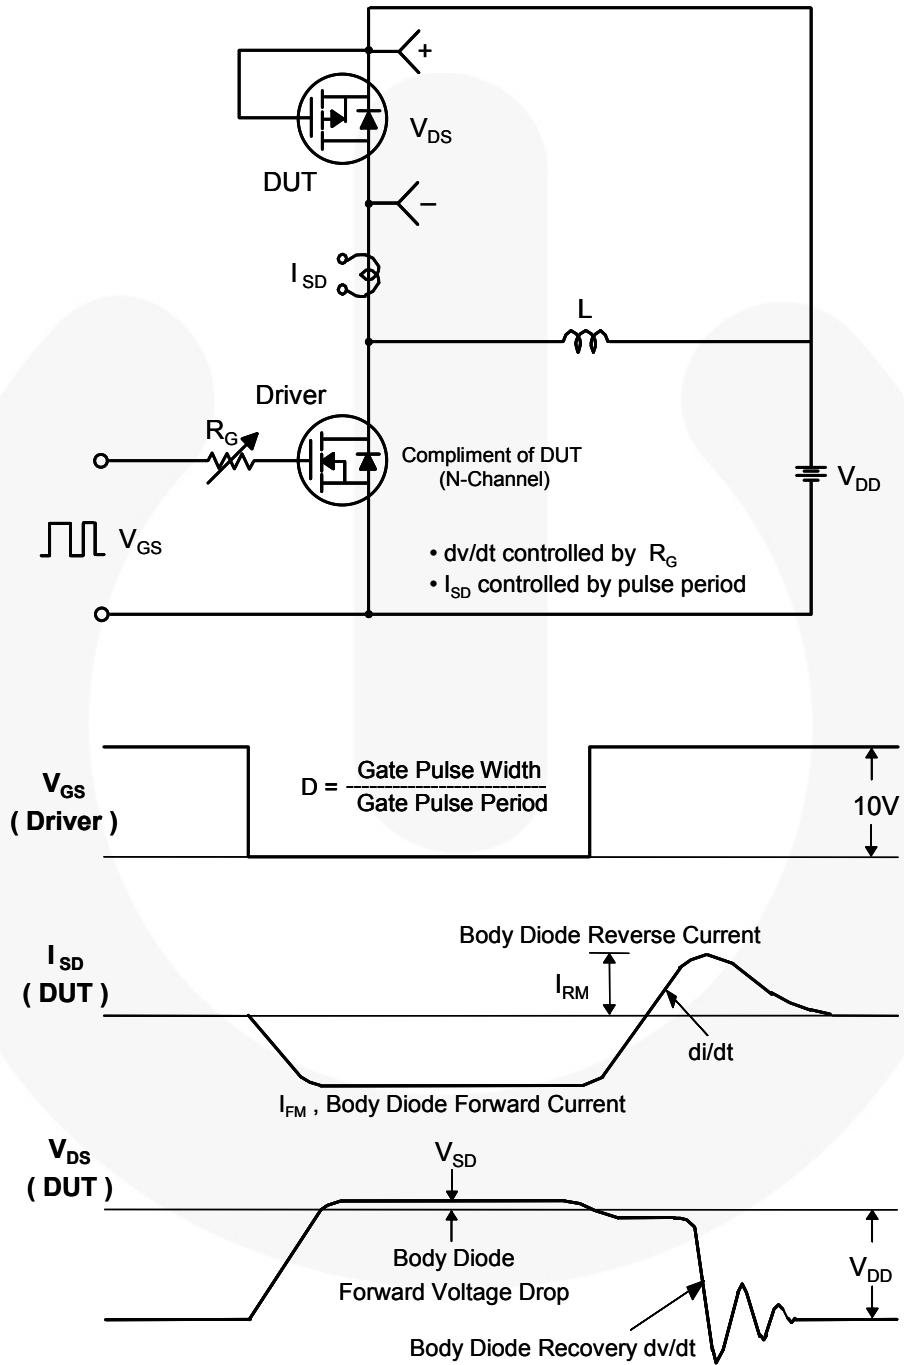 +
V_DS
DUT
−
I_SD
L
Driver
R_G
Compliment of DUT
(N-Channel)
V_DD
V_GS
• dv/dt controlled by R_G
• I_SD controlled by pulse period
V_GS
( Driver )
D = Gate Pulse Width
Gate Pulse Period
10V
Body Diode Reverse Current
I_SD
( DUT )
I_RM
di/dt
I_FM , Body Diode Forward Current
V_DS
( DUT )
V_SD
Body Diode
Forward Voltage Drop
V_DD
Body Diode Recovery dv/dt